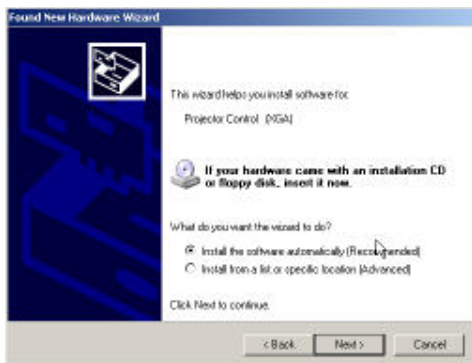 Found New Hardware Wizard
This wizard helps you install software for:
Projector Control (XGA)
If your hardware came with an installation CD
or floppy disk, insert it now.
What do you want the wizard to do?
Install the software automatically (Recommended)
Install from a list or specific location (Advanced)
Click Next to continue.
< Back
Next >
Cancel